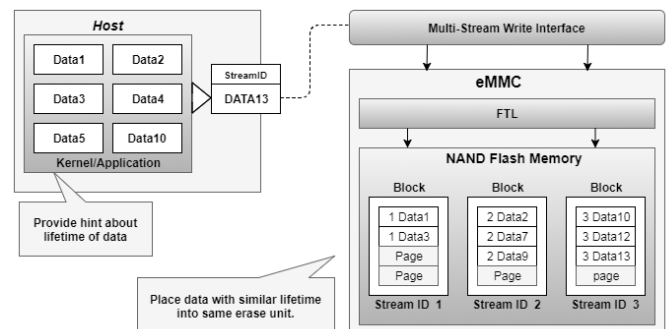 Host
Data1
Data2
Data3
Data4
Data5
Data10
Kernel/Application
StreamID
DATA13
Provide hint about
lifetime of data
Multi-Stream Write Interface
eMMC
FTL
NAND Flash Memory
Block
Block
Block
1 Data1
1 Data3
Page
Page
2 Data2
2 Data7
2 Data9
Page
3 Data10
3 Data12
3 Data13
page
Stream ID 1
Stream ID 2
Stream ID 3
Place data with similar lifetime
into same erase unit.